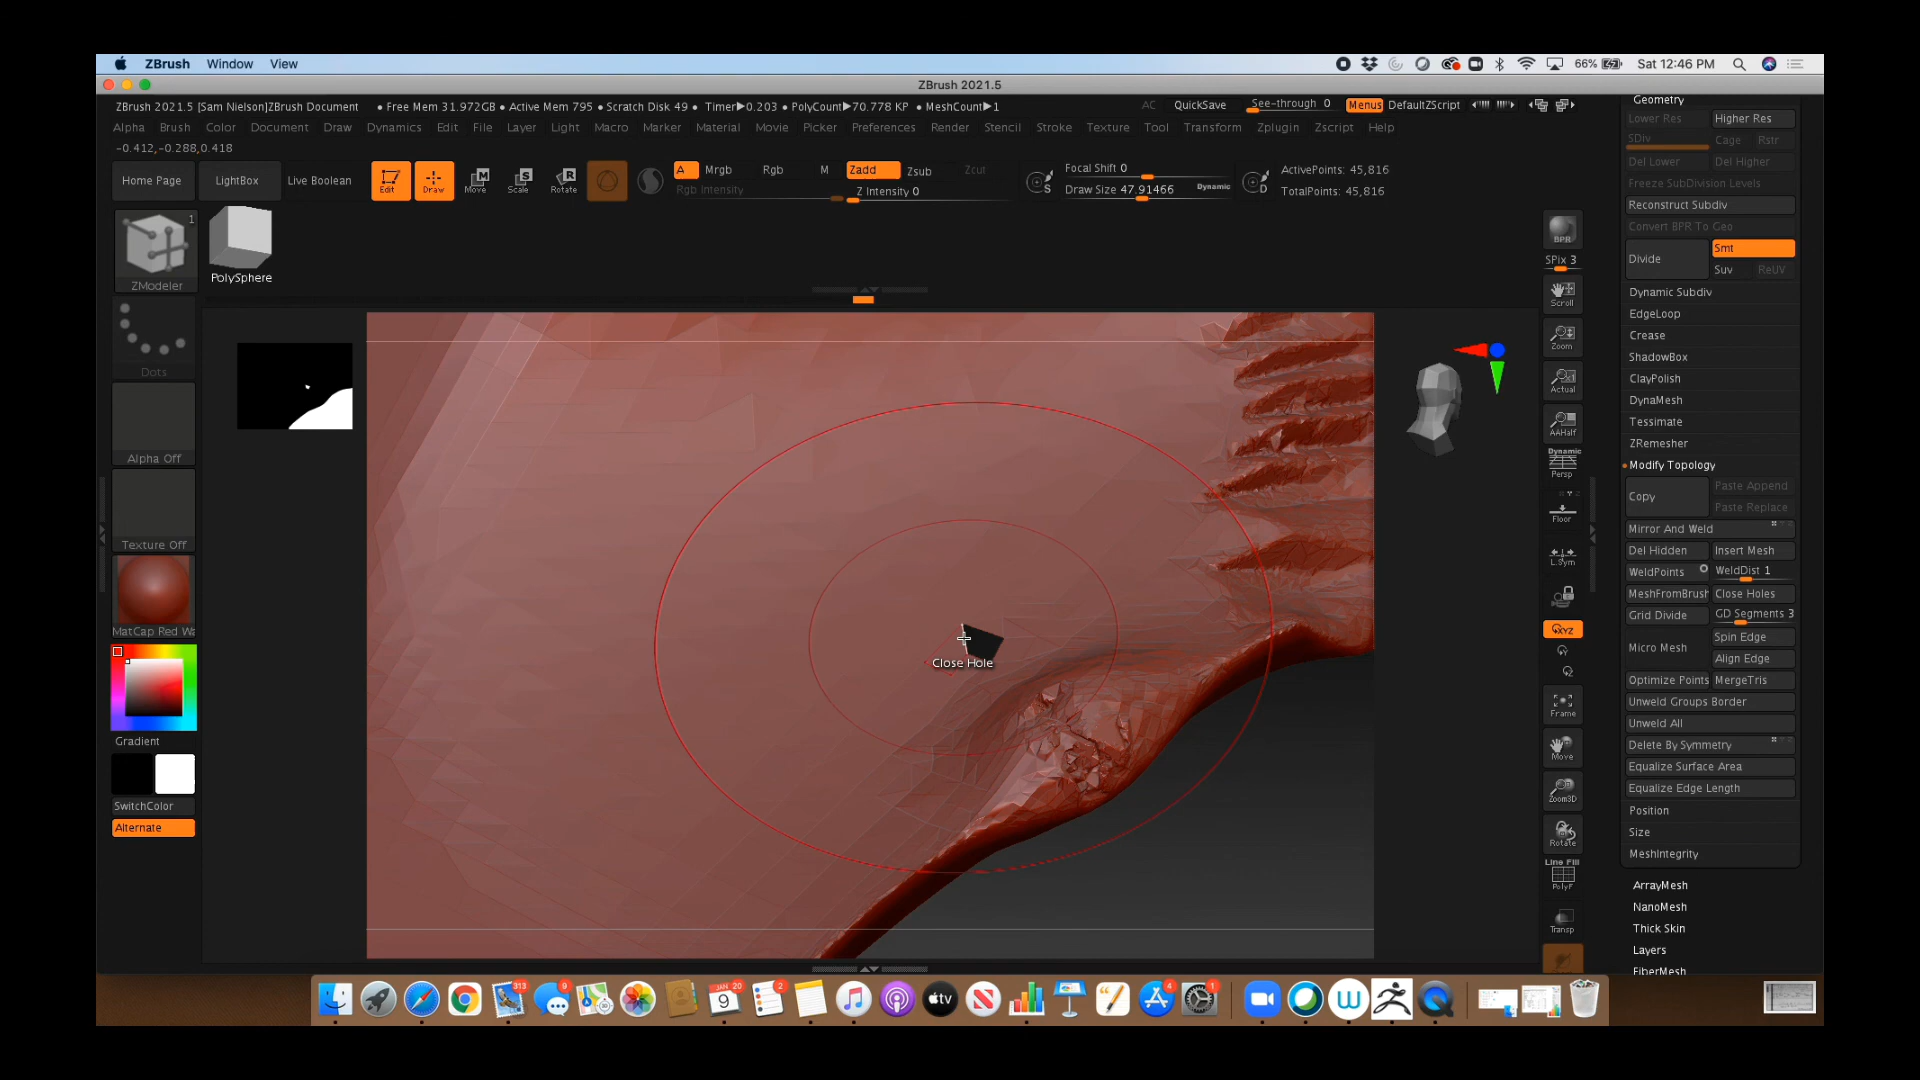 ZBrush Window View 66% Sat 12:46 PM
ZBrush 2021.5
ZBrush 2021.5 [Sam Nielson]ZBrush Document • Free Mem 31.972GB • Active Mem 795 • Scratch Disk 49 • Timer▶0.203 • PolyCount▶70.778 KP • MeshCount▶1 AC QuickSave See-through 0 Menus DefaultZScript
Alpha Brush Color Document Draw Dynamics Edit File Layer Light Macro Marker Material Movie Picker Preferences Render Stencil Stroke Texture Tool Transform Zplugin Zscript Help
-0.412,-0.288,0.418
Home Page LightBox Live Boolean Edit Draw Move Scale Rotate
A Mrgb Rgb M Zadd Zsub Zcut
Rgb Intensity Z Intensity 0
S Focal Shift 0
Draw Size 47.91466 Dynamic
D ActivePoints: 45,816
TotalPoints: 45,816
1
ZModeler
PolySphere
Dots
Alpha Off
Texture Off
MatCap Red Wa
Gradient
SwitchColor
Alternate
Close Hole
BPR
SPix 3
Scroll
Zoom
Actual
AAHalf
Dynamic
Persp
Floor
L.Sym
XYZ
Frame
Move
Zoom3D
Rotate
Line Fill
PolyF
Transp
Geometry
Lower Res Higher Res
SDiv Cage Rstr
Del Lower Del Higher
Freeze SubDivision Levels
Reconstruct Subdiv
Convert BPR To Geo
Divide Smt
Suv ReUV
Dynamic Subdiv
EdgeLoop
Crease
ShadowBox
ClayPolish
DynaMesh
Tessimate
ZRemesher
Modify Topology
Copy Paste Append
Paste Replace
Mirror And Weld
Del Hidden Insert Mesh
WeldPoints WeldDist 1
MeshFromBrush Close Holes
Grid Divide GD Segments 3
Micro Mesh Spin Edge
Align Edge
Optimize Points MergeTris
Unweld Groups Border
Unweld All
Delete By Symmetry
Equalize Surface Area
Equalize Edge Length
Position
Size
MeshIntegrity
ArrayMesh
NanoMesh
Thick Skin
Layers
FiberMesh
313 9 JAN 9 20 2 tv 4 1